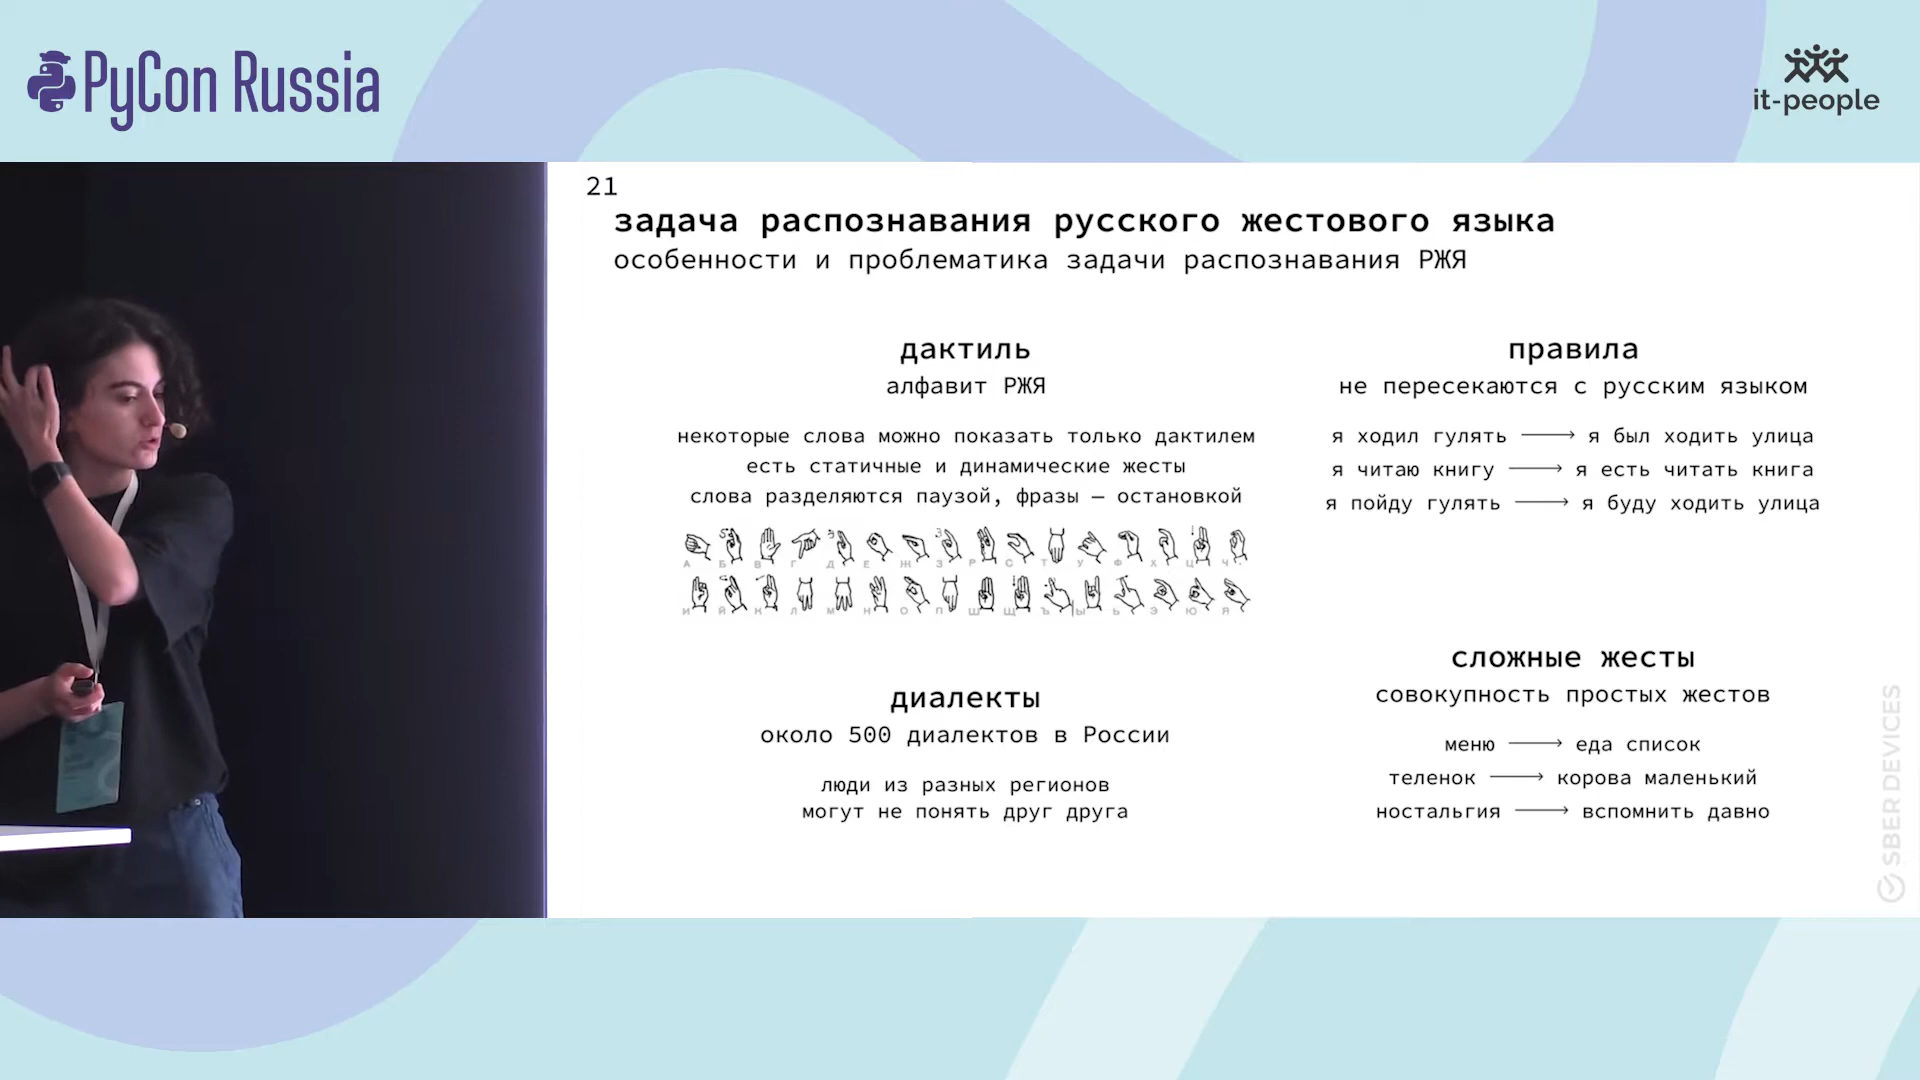 PyCon Russia
it-people
21
задача распознавания русского жестового языка
особенности и проблематика задачи распознавания РЖЯ
дактиль
алфавит РЖЯ
некоторые слова можно показать только дактилем
есть статичные и динамические жесты
слова разделяются паузой, фразы — остановкой
А Б В Г Д Е Ж З Р С Т У Ф Х Ц Ч
И Й К Л М Н О П Ш Щ Ъ Ы Ь Э Ю Я
диалекты
около 500 диалектов в России
люди из разных регионов
могут не понять друг друга
правила
не пересекаются с русским языком
я ходил гулять ⟶ я был ходить улица
я читаю книгу ⟶ я есть читать книга
я пойду гулять ⟶ я буду ходить улица
сложные жесты
совокупность простых жестов
меню ⟶ еда список
теленок ⟶ корова маленький
ностальгия ⟶ вспомнить давно
SBER DEVICES